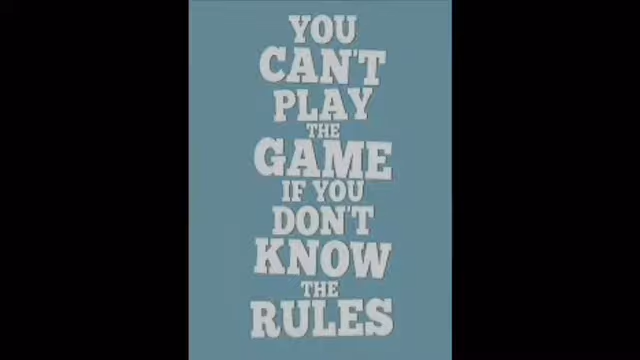 YOU
CAN'T
PLAY
THE
GAME
IF YOU
DON'T
KNOW
THE
RULES